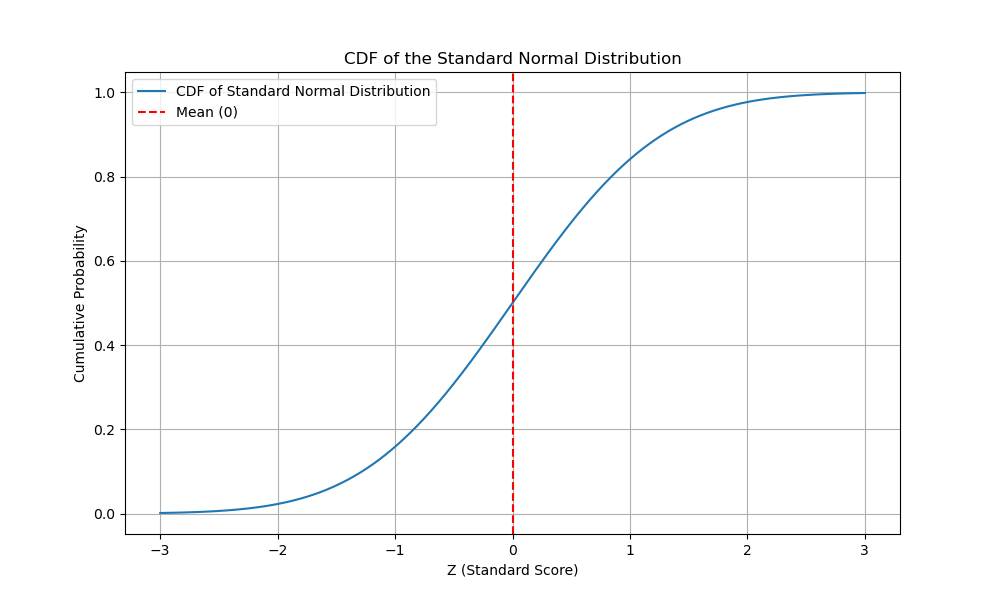 CDF of the Standard Normal Distribution
CDF of Standard Normal Distribution
Mean (0)
1.0
0.8
0.6
0.4
0.2
0.0
Cumulative Probability
−3 −2 −1 0 1 2 3
Z (Standard Score)